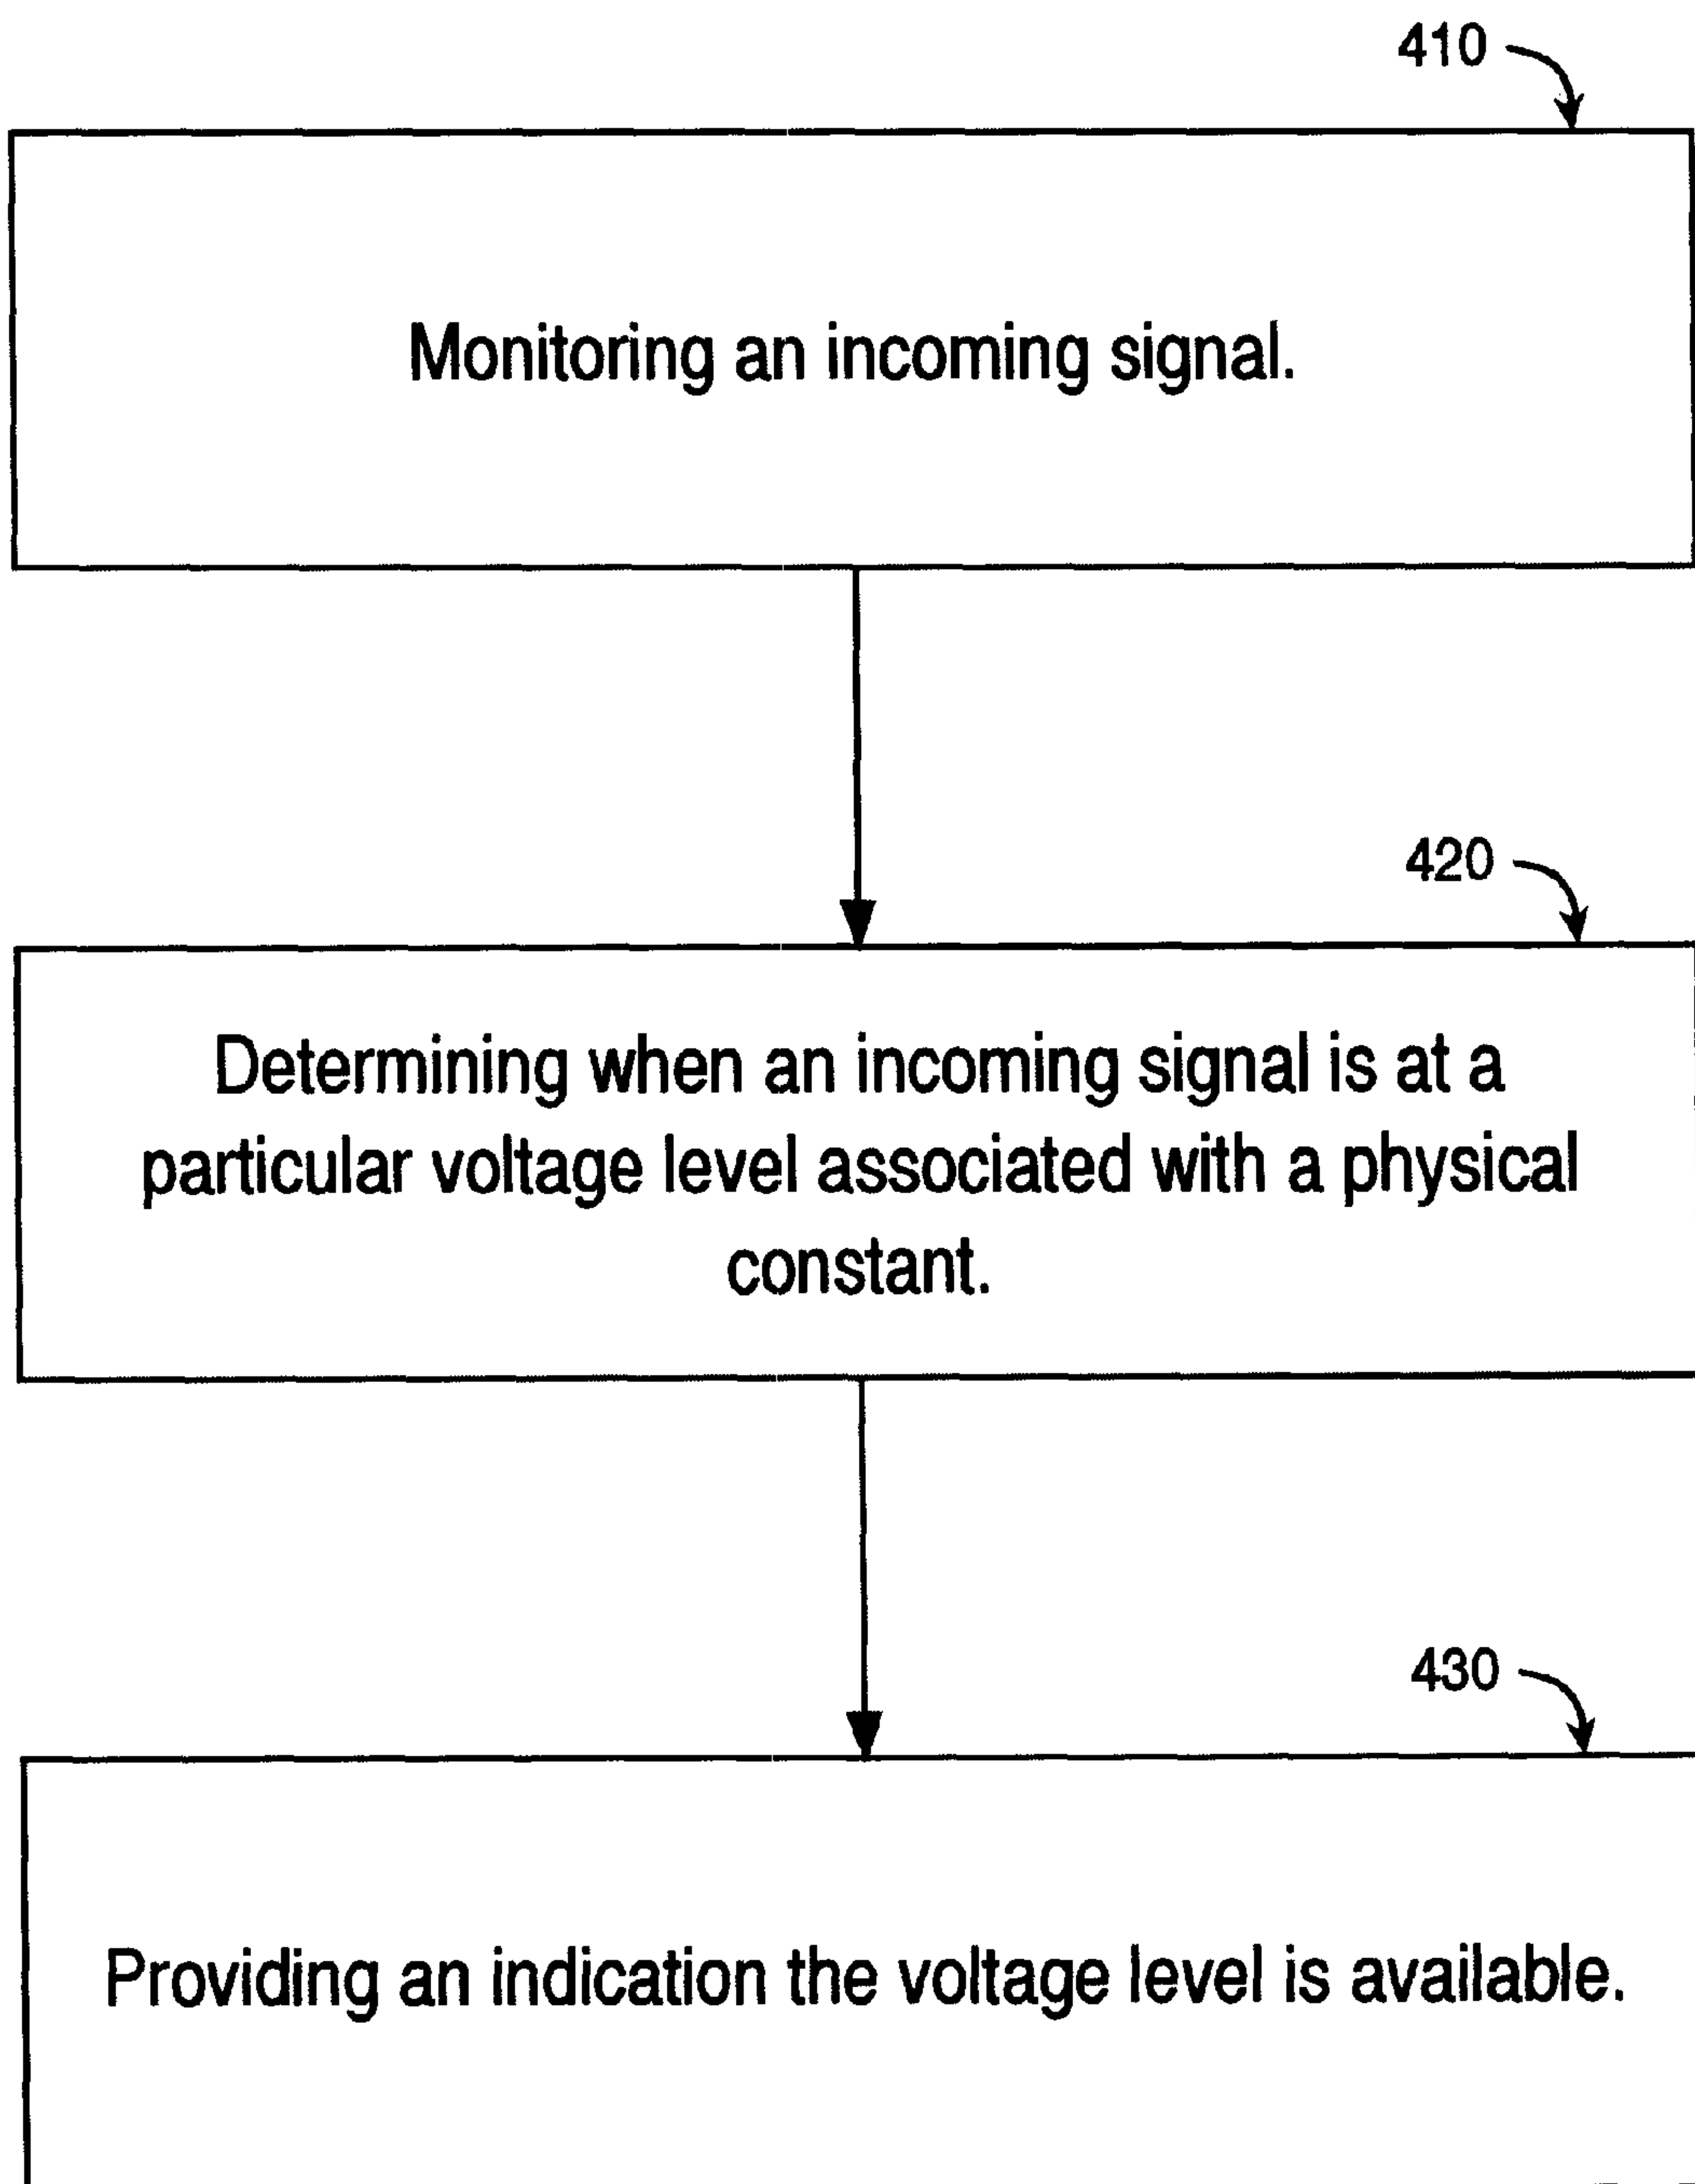 410
Monitoring an incoming signal.
420
Determining when an incoming signal is at a
particular voltage level associated with a physical
constant.
430
Providing an indication the voltage level is available.